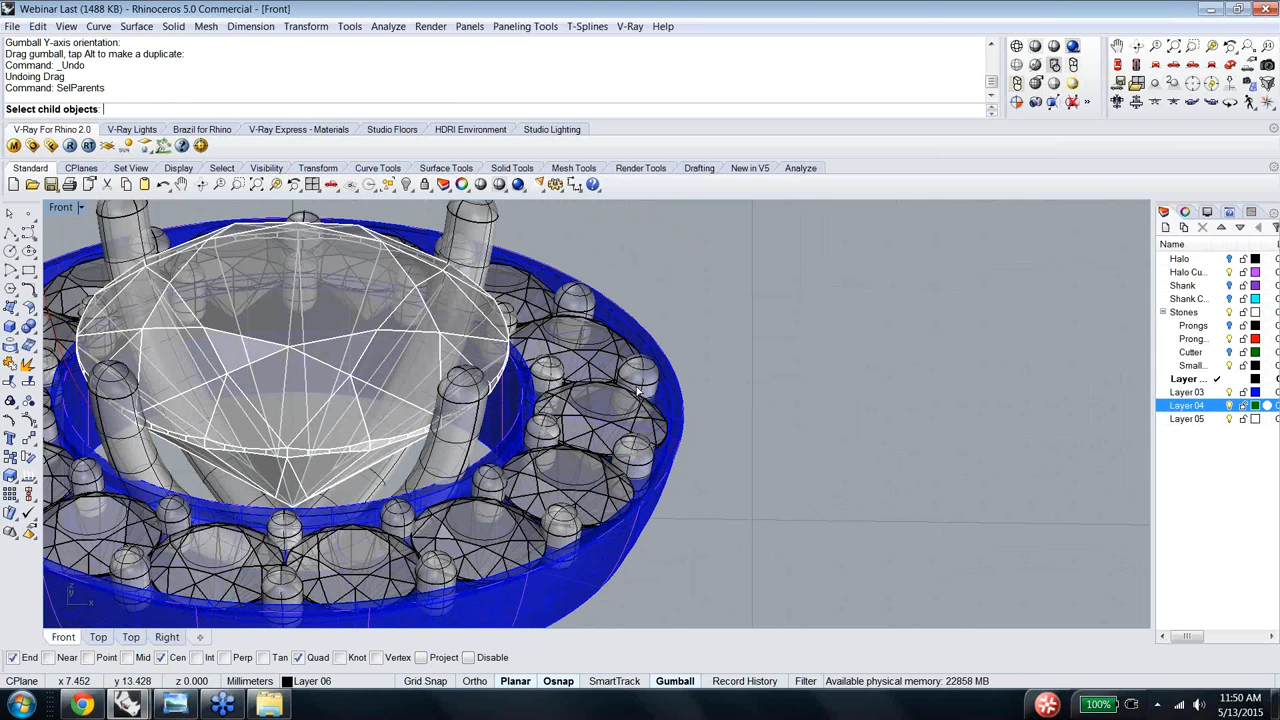 Webinar Last (1488 KB) - Rhinoceros 5.0 Commercial - [Front]
File Edit View Curve Surface Solid Mesh Dimension Transform Tools Analyze Render Panels Paneling Tools T-Splines V-Ray Help
Gumball Y-axis orientation:
Drag gumball, tap Alt to make a duplicate:
Command: _Undo
Undoing Drag
Command: SelParents
Select child objects:
V-Ray For Rhino 2.0 V-Ray Lights Brazil for Rhino V-Ray Express - Materials Studio Floors HDRI Environment Studio Lighting
Standard CPlanes Set View Display Select Visibility Transform Curve Tools Surface Tools Solid Tools Mesh Tools Render Tools Drafting New in V5 Analyze
Front
Name
Halo
Halo Cu...
Shank
Shank C...
Stones
Prongs
Prong...
Cutter
Small...
Layer ...
Layer 03
Layer 04
Layer 05
z
y
x
Front Top Top Right
End Near Point Mid Cen Int Perp Tan Quad Knot Vertex Project Disable
CPlane x 7.452 y 13.428 z 0.000 Millimeters Layer 06 Grid Snap Ortho Planar Osnap SmartTrack Gumball Record History Filter Available physical memory: 22858 MB
100%
11:50 AM
5/13/2015